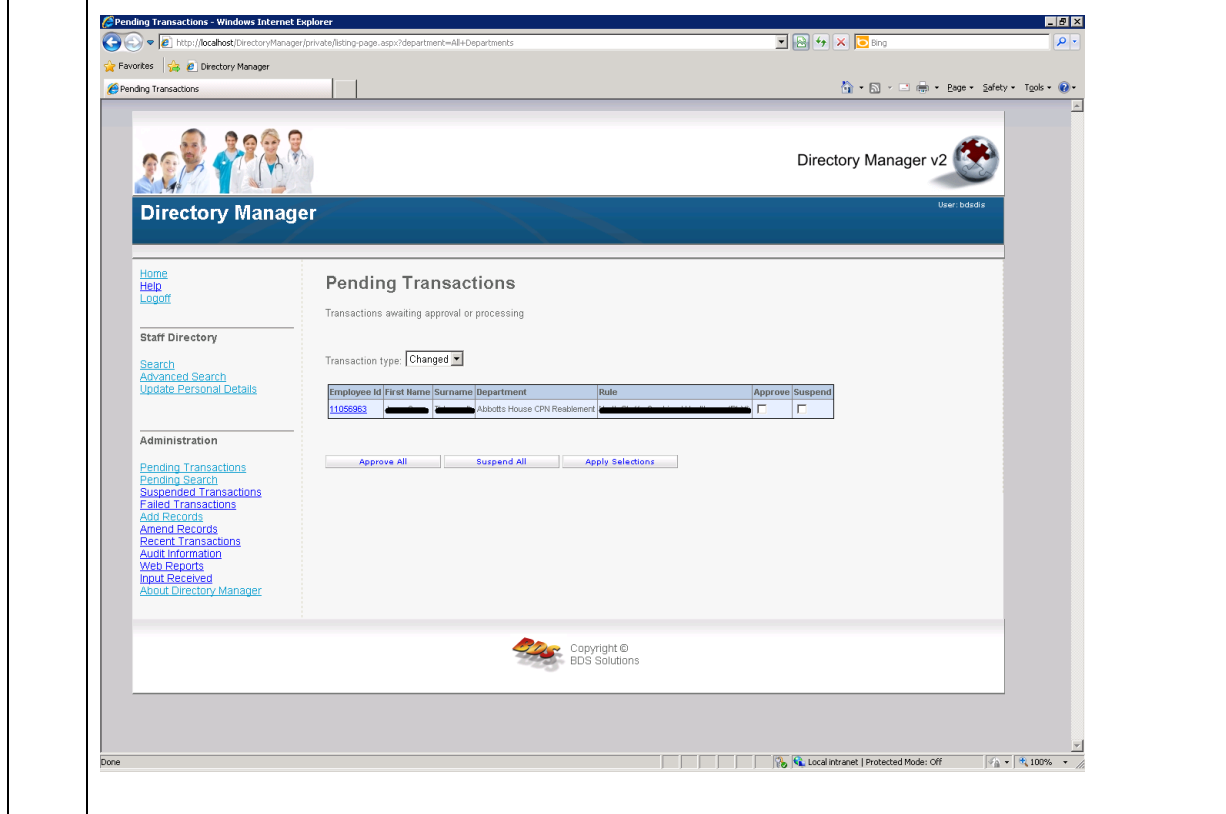 Pending Transactions - Windows Internet Explorer
http://localhost/DirectoryManager/private/listing-page.aspx?department=All+Departments
Bing
Favorites Directory Manager
Pending Transactions
Page Safety Tools
Directory Manager v2
Directory Manager
User: bdsdis
Home
Help
Logoff
Staff Directory
Search
Advanced Search
Update Personal Details
Administration
Pending Transactions
Pending Search
Suspended Transactions
Failed Transactions
Add Records
Amend Records
Recent Transactions
Audit Information
Web Reports
Input Received
About Directory Manager
Pending Transactions
Transactions awaiting approval or processing
Transaction type: Changed
Employee Id First Name Surname Department Rule Approve Suspend
11056963 Abbotts House CPN Reablement
Approve All Suspend All Apply Selections
BDS
Copyright ©
BDS Solutions
Done
Local intranet | Protected Mode: Off
100%